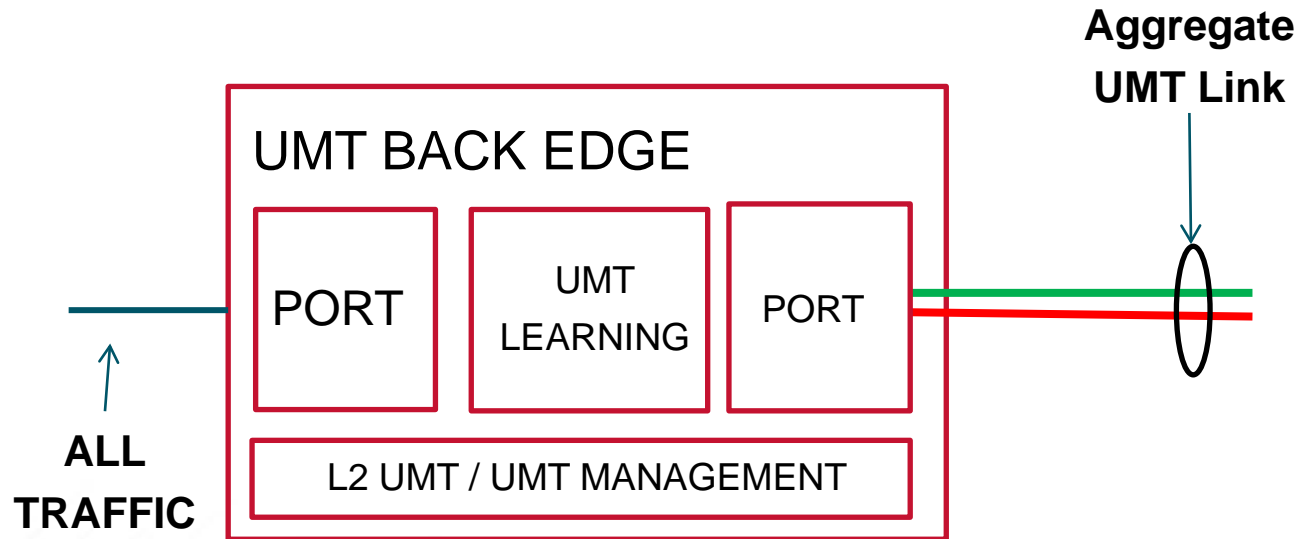 Aggregate
UMT Link
UMT BACK EDGE
PORT
UMT
LEARNING
PORT
L2 UMT / UMT MANAGEMENT
ALL
TRAFFIC